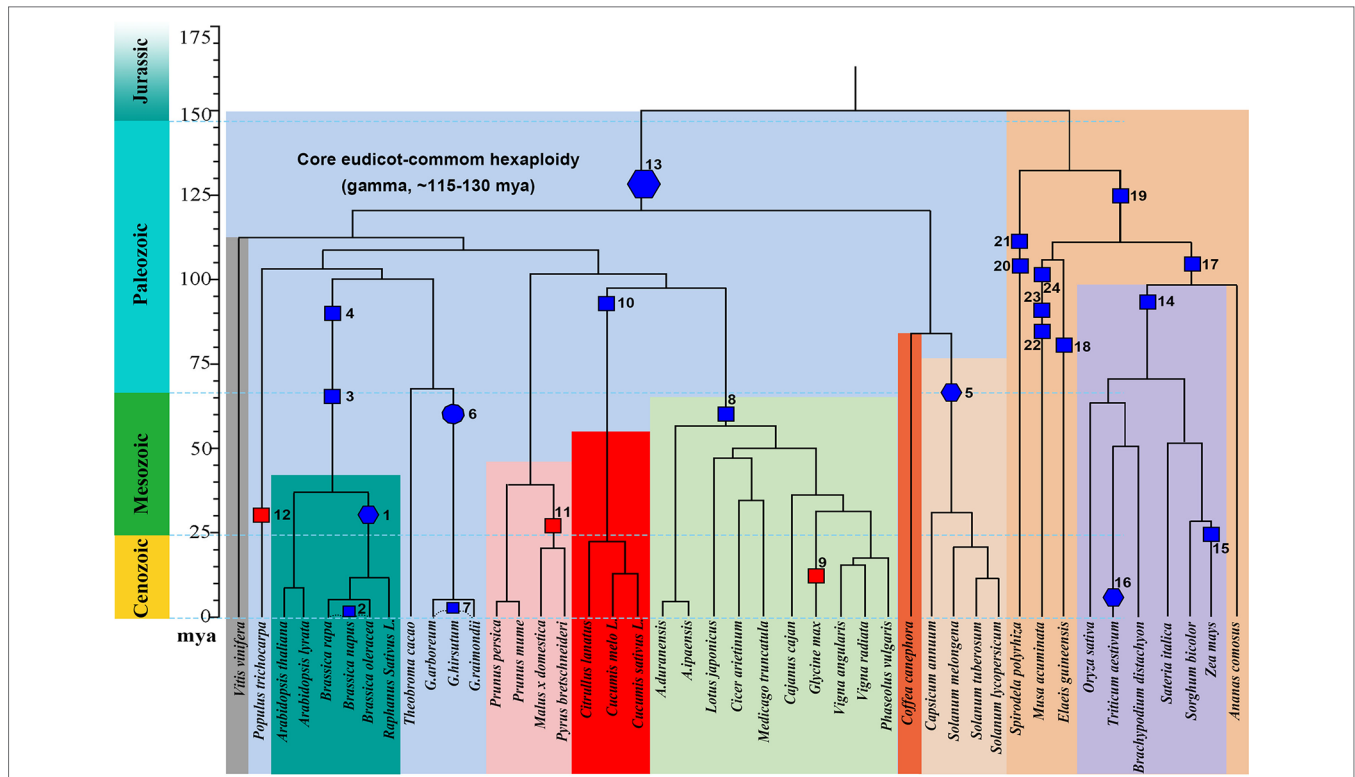 Jurassic
Paleozoic
Mesozoic
Cenozoic
175
150
125
100
75
50
25
0
mya
Core eudicot-commom hexaploidy
(gamma, ~115-130 mya)
13
19
21
20
17
24
23
22
18
14
10
4
3
6
8
5
12
1
11
9
15
16
2
7
Vitis vinifera
Populus trichocarpa
Arabidopsis thaliana
Arabidopsis lyrata
Brassica rapa
Brassica napus
Brassica oleracea
Raphanus Sativus L
Theobroma cacao
G.arboreum
G.hirsutum
G.raimondii
Prunus persica
Prunus mume
Malus x domestica
Pyrus bretschneideri
Citrullus lanatus
Cucumis melo L
Cucumis sativus L
A.duranensis
A.ipaensis
Lotus japonicus
Cicer arietinum
Medicago truncatula
Cajanus cajan
Glycine max
Vigna angularis
Vigna radiata
Phaseolus vulgaris
Coffea canephora
Capsicum annuum
Solanum melongena
Solanum tuberosum
Solanum lycopersicum
Spirodela polyrhiza
Musa acuminata
Elaeis guineensis
Oryza sativa
Triticum aestivum
Brachypodium distachyon
Sataria italica
Sorghum bicolor
Zea mays
Ananas comosus